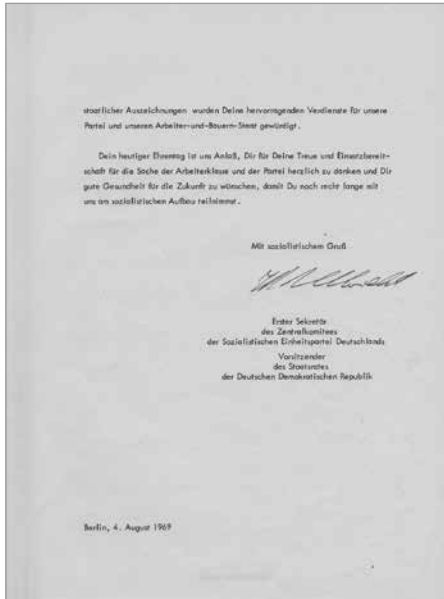 staatlicher Auszeichnungen wurden Deine hervorragenden Verdienste für unsere
Partei und unseren Arbeiter-und-Bauern-Staat gewürdigt.
Dein heutiger Ehrentag ist uns Anlaß, Dir für Deine Treue und Einsatzbereit-
schaft für die Sache der Arbeiterklasse und der Partei herzlich zu danken und Dir
gute Gesundheit für die Zukunft zu wünschen, damit Du noch recht lange mit
uns am sozialistischen Aufbau teilnimmst.
Mit sozialistischem Gruß
W. Ulbricht
Erster Sekretär
des Zentralkomitees
der Sozialistischen Einheitspartei Deutschlands
Vorsitzender
des Staatsrates
der Deutschen Demokratischen Republik
Berlin, 4. August 1969